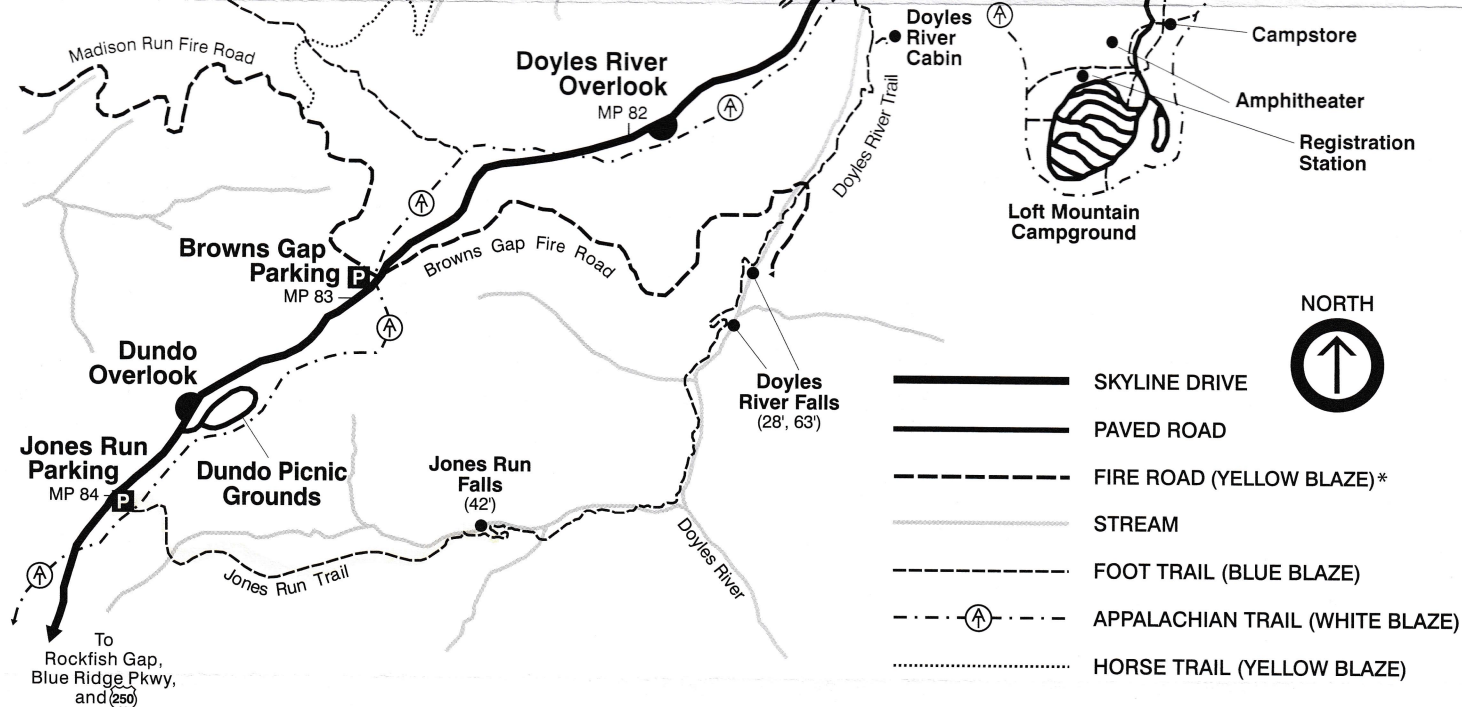 Madison Run Fire Road
Doyles River
Overlook
MP 82
Doyles
River
Cabin
Doyles River Trail
Campstore
Amphitheater
Registration
Station
Loft Mountain
Campground
Browns Gap
Parking
P
MP 83
Browns Gap Fire Road
Dundo
Overlook
Doyles
River Falls
(28', 63')
Jones Run
Parking
MP 84
P
Dundo Picnic
Grounds
Jones Run
Falls
(42')
Jones Run Trail
Doyles River
To
Rockfish Gap,
Blue Ridge Pkwy,
and 250
NORTH
SKYLINE DRIVE
PAVED ROAD
FIRE ROAD (YELLOW BLAZE)*
STREAM
FOOT TRAIL (BLUE BLAZE)
APPALACHIAN TRAIL (WHITE BLAZE)
HORSE TRAIL (YELLOW BLAZE)